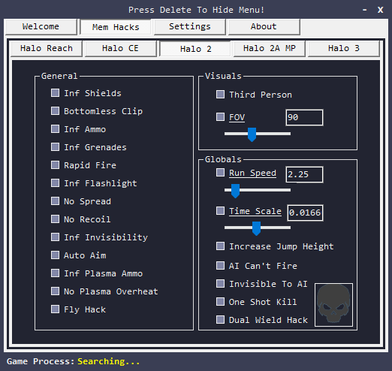 Press Delete To Hide Menu!
- X
Welcome Mem Hacks Settings About
Halo Reach Halo CE Halo 2 Halo 2A MP Halo 3
General
Inf Shields
Bottomless Clip
Inf Ammo
Inf Grenades
Rapid Fire
Inf Flashlight
No Spread
No Recoil
Inf Invisibility
Auto Aim
Inf Plasma Ammo
No Plasma Overheat
Fly Hack
Visuals
Third Person
FOV 90
Globals
Run Speed 2.25
Time Scale 0.0166
Increase Jump Height
AI Can't Fire
Invisible To AI
One Shot Kill
Dual Wield Hack
Game Process: Searching...